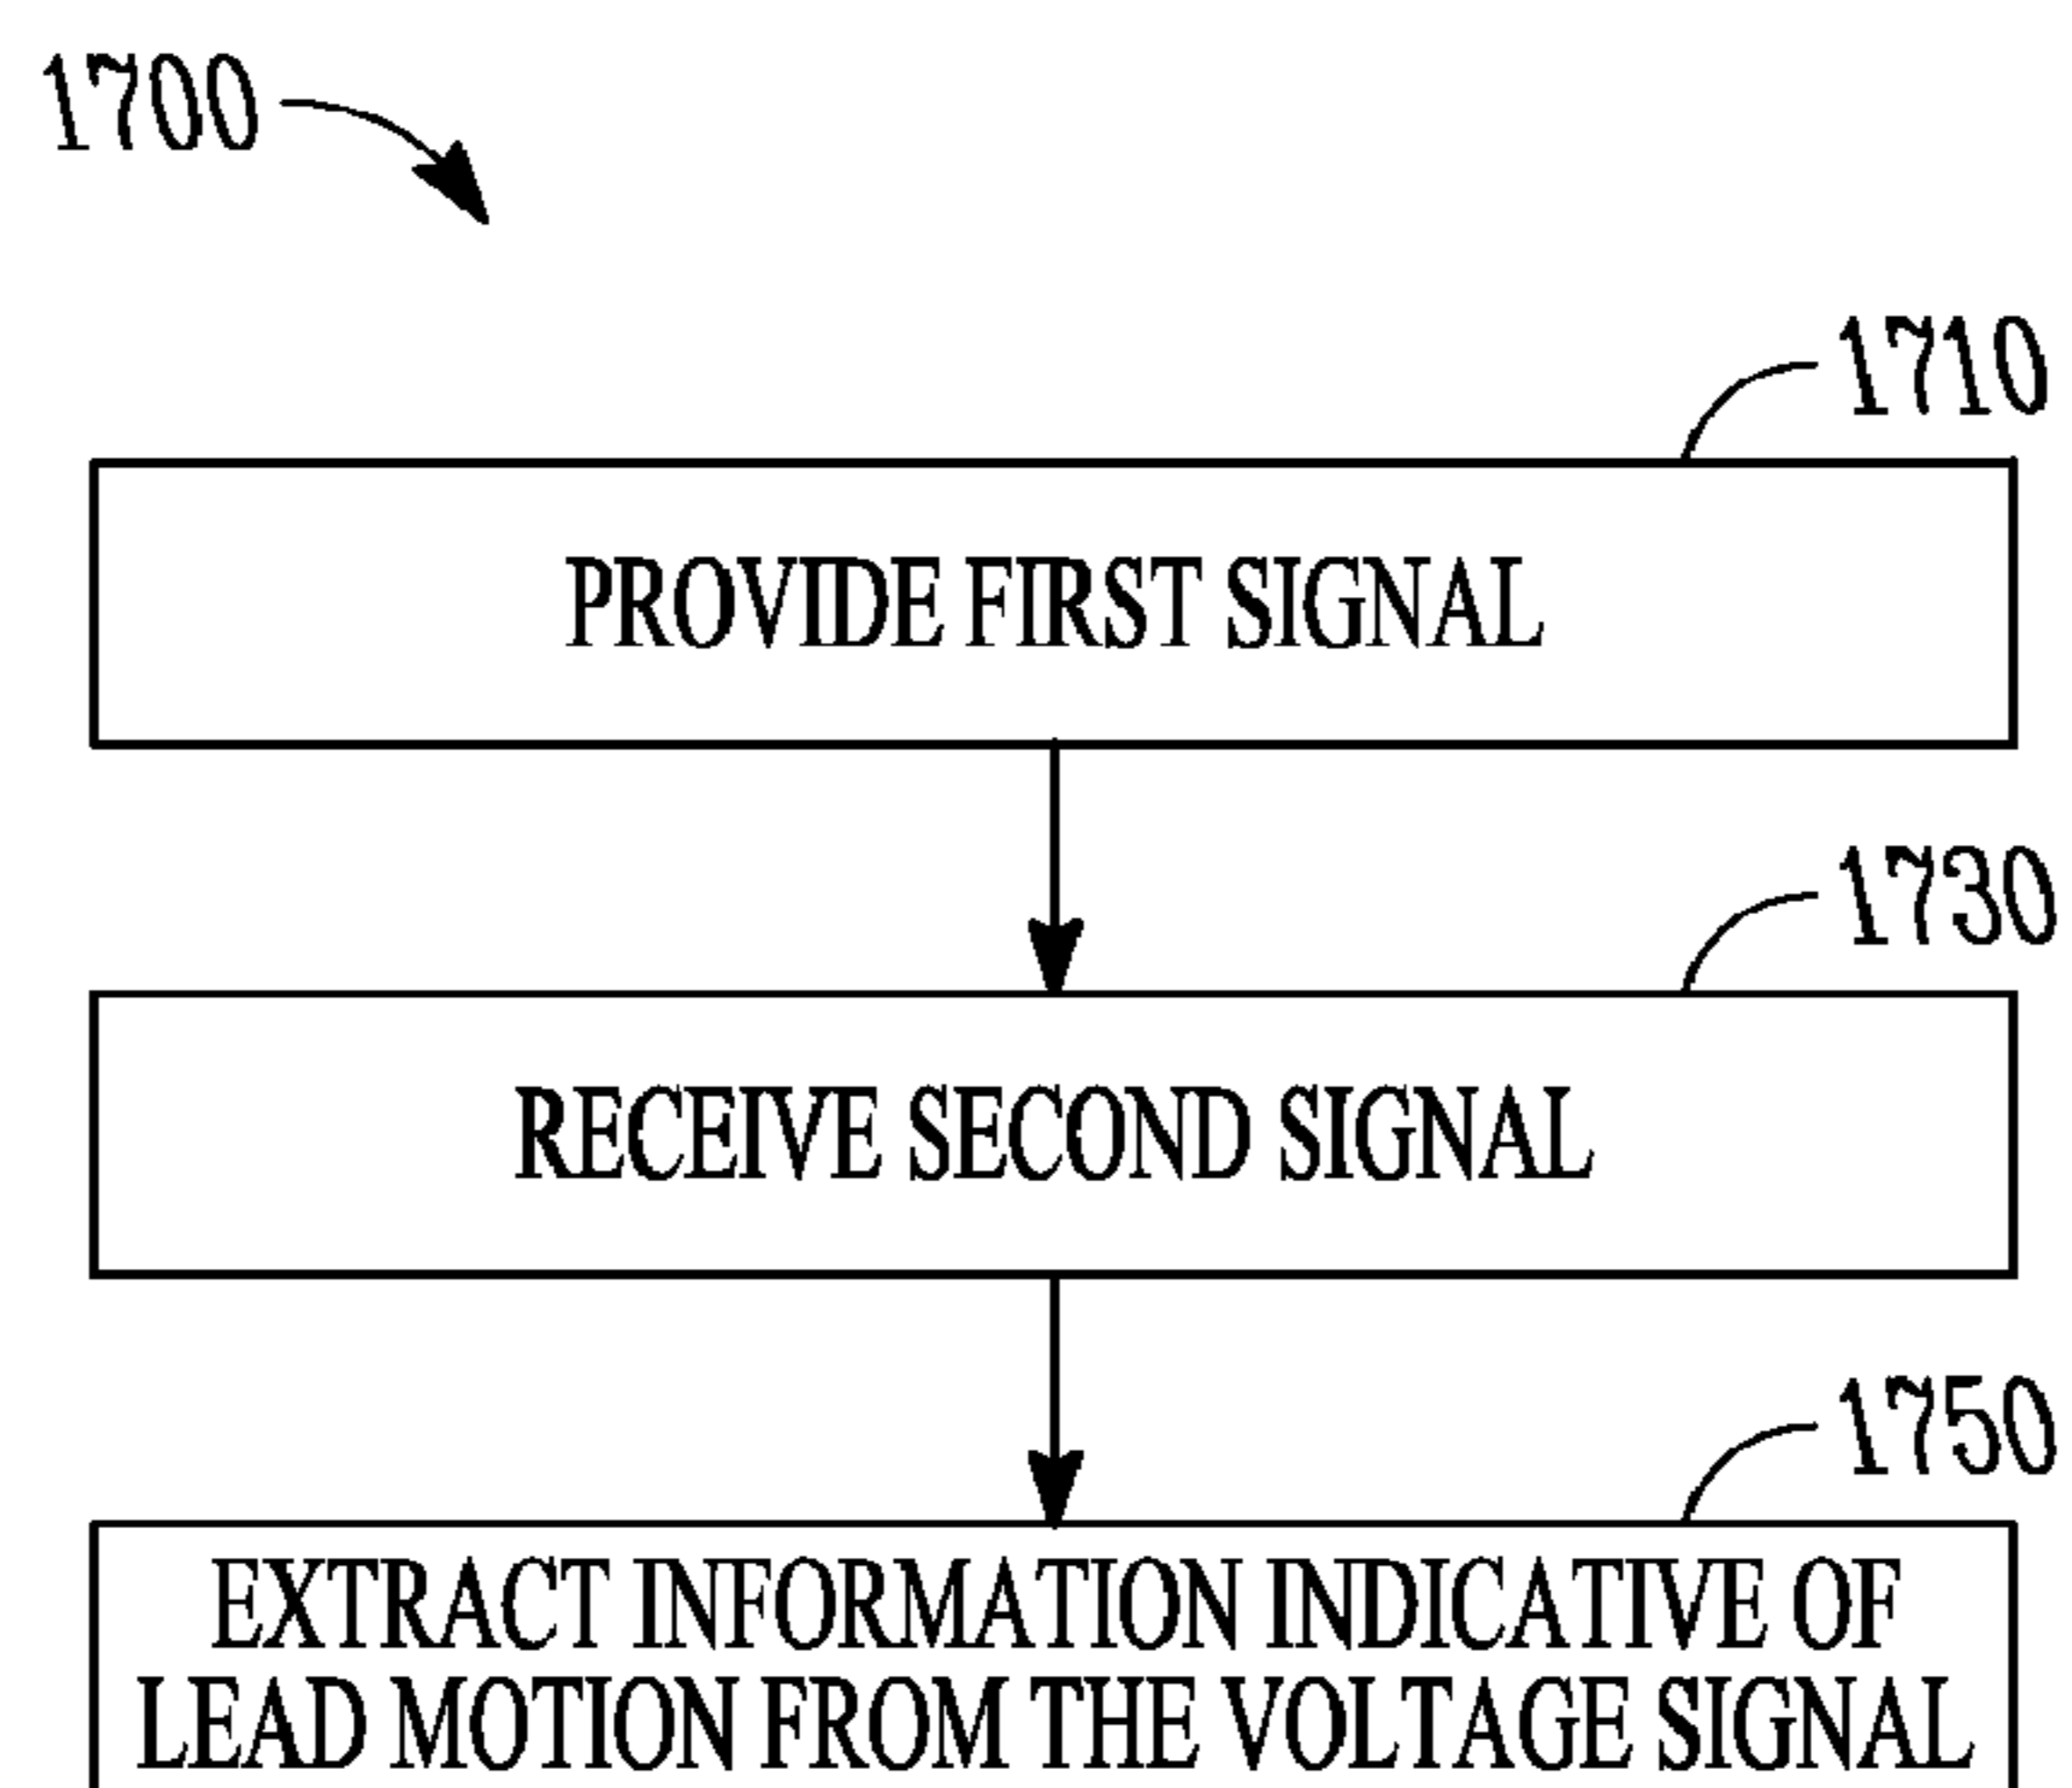 1700
1710
PROVIDE FIRST SIGNAL
1730
RECEIVE SECOND SIGNAL
1750
EXTRACT INFORMATION INDICATIVE OF
LEAD MOTION FROM THE VOLTAGE SIGNAL